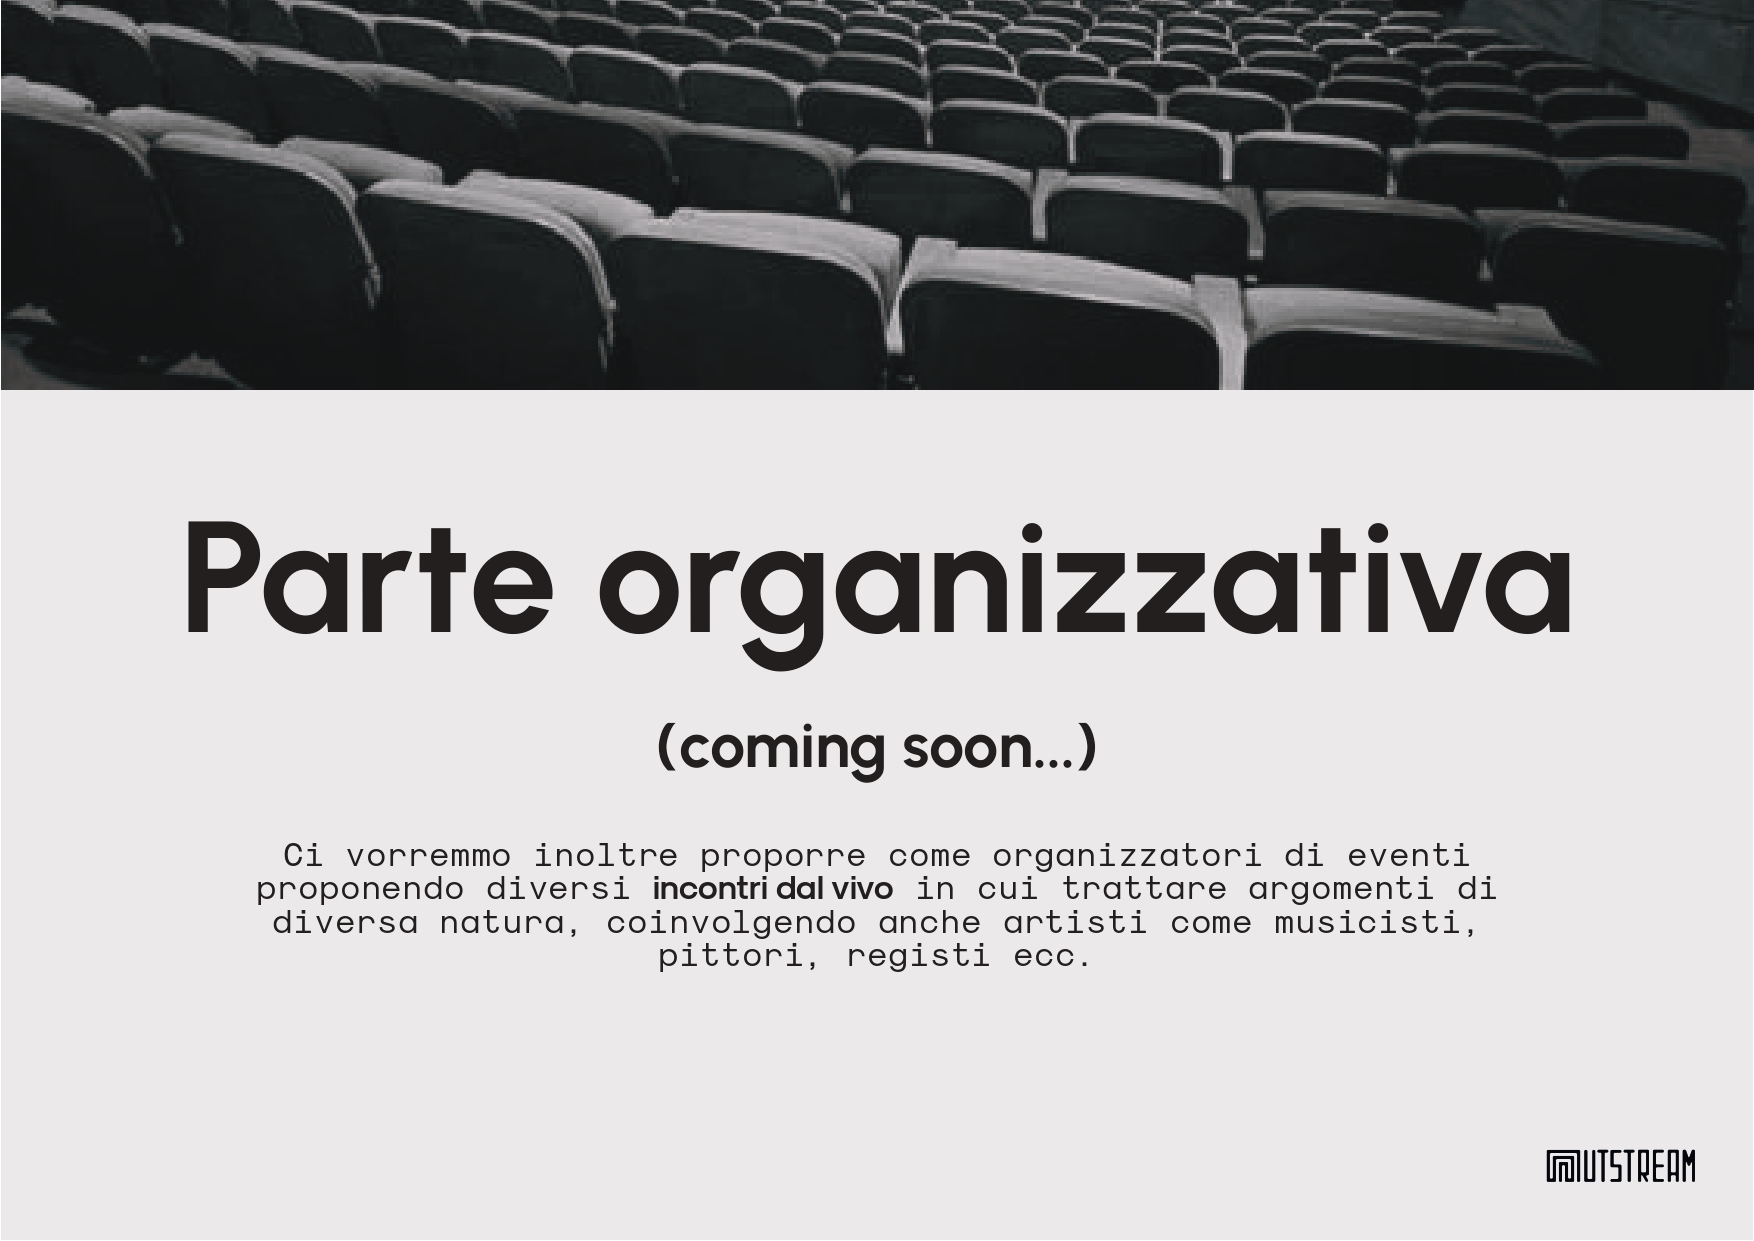 Parte organizzativa
(coming soon...)
Ci vorremmo inoltre proporre come organizzatori di eventi
proponendo diversi incontri dal vivo in cui trattare argomenti di
diversa natura, coinvolgendo anche artisti come musicisti,
pittori, registi ecc.
OUTSTREAM